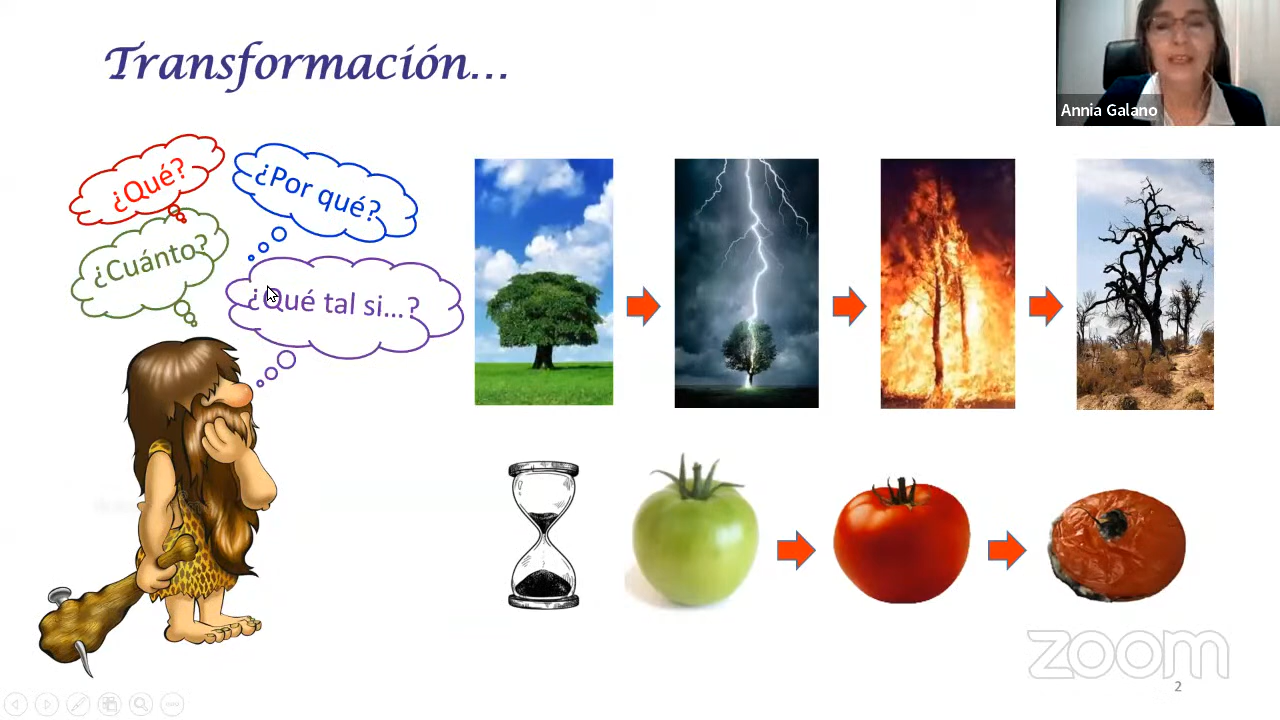 Transformación...
Annia Galano
¿Qué?
¿Por qué?
¿Cuánto?
¿Qué tal si...?
zoom
2